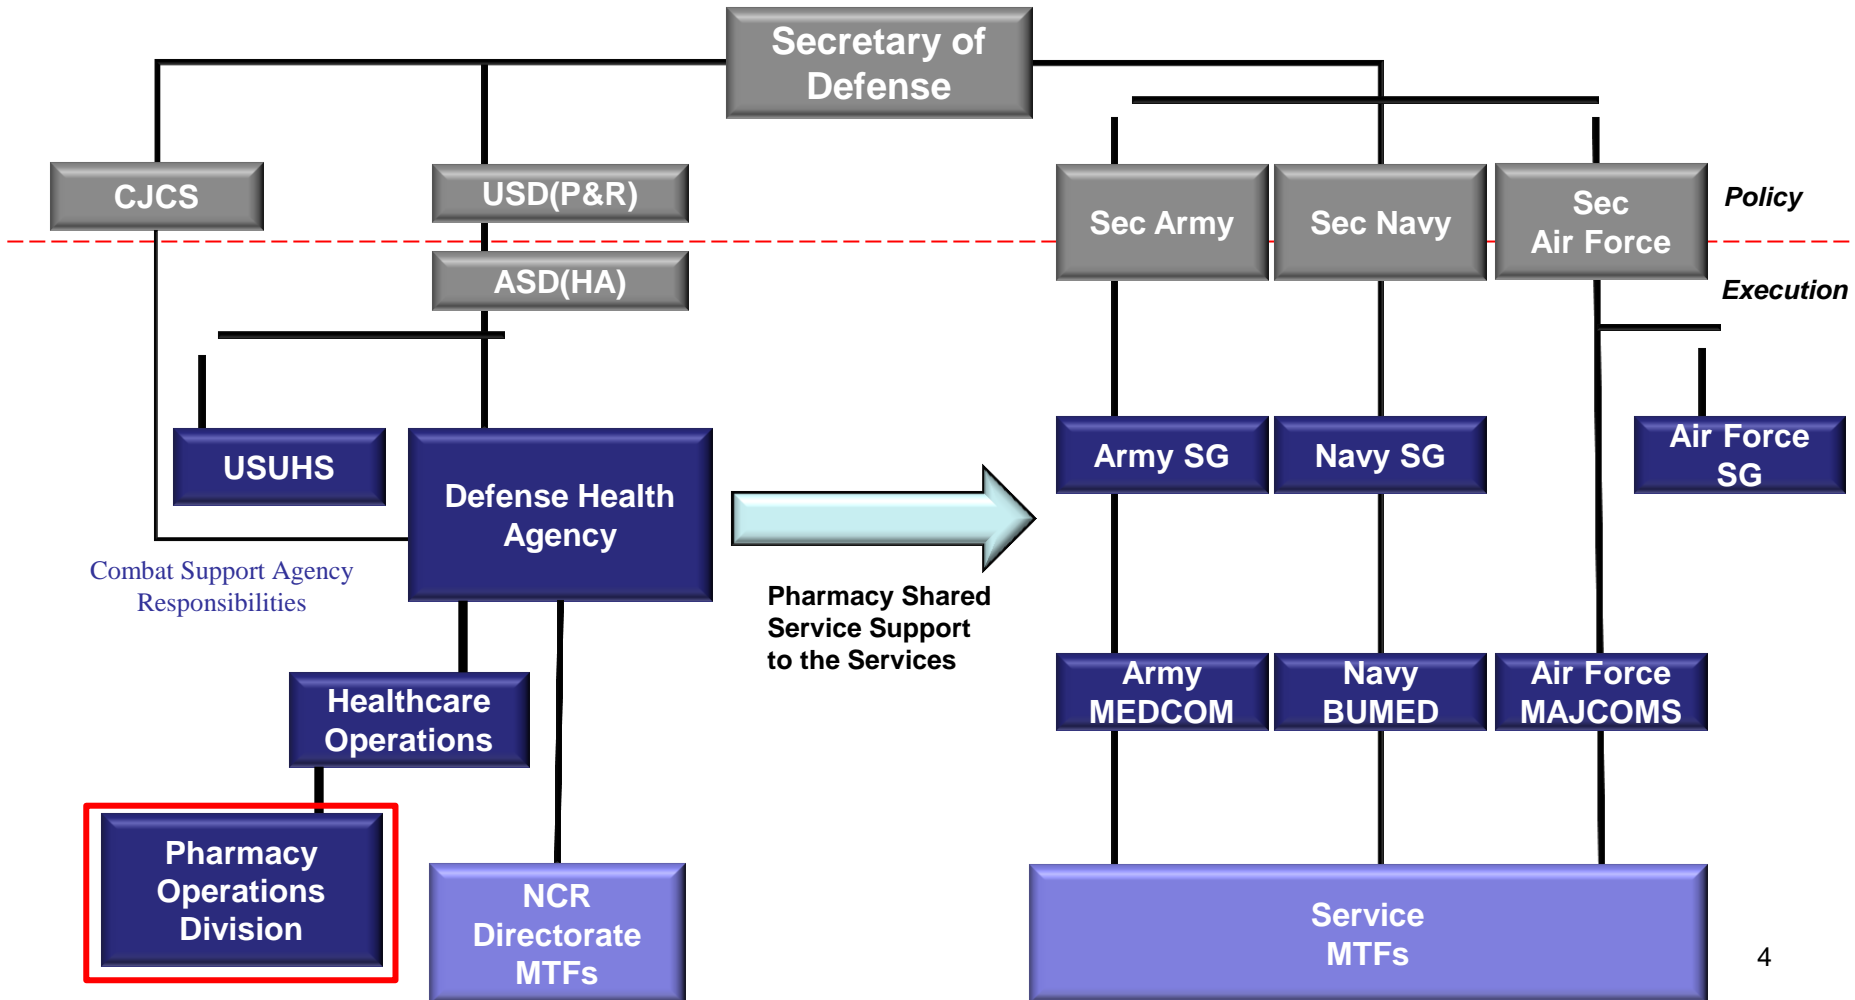 Secretary of
Defense
CJCS
USD(P&R)
Sec Army
Sec Navy
Sec
Air Force
Policy
ASD(HA)
Execution
USUHS
Defense Health
Agency
Army SG
Navy SG
Air Force
SG
Combat Support Agency
Responsibilities
Pharmacy Shared
Service Support
to the Services
Healthcare
Operations
Army
MEDCOM
Navy
BUMED
Air Force
MAJCOMS
Pharmacy
Operations
Division
NCR
Directorate
MTFs
Service
MTFs
4